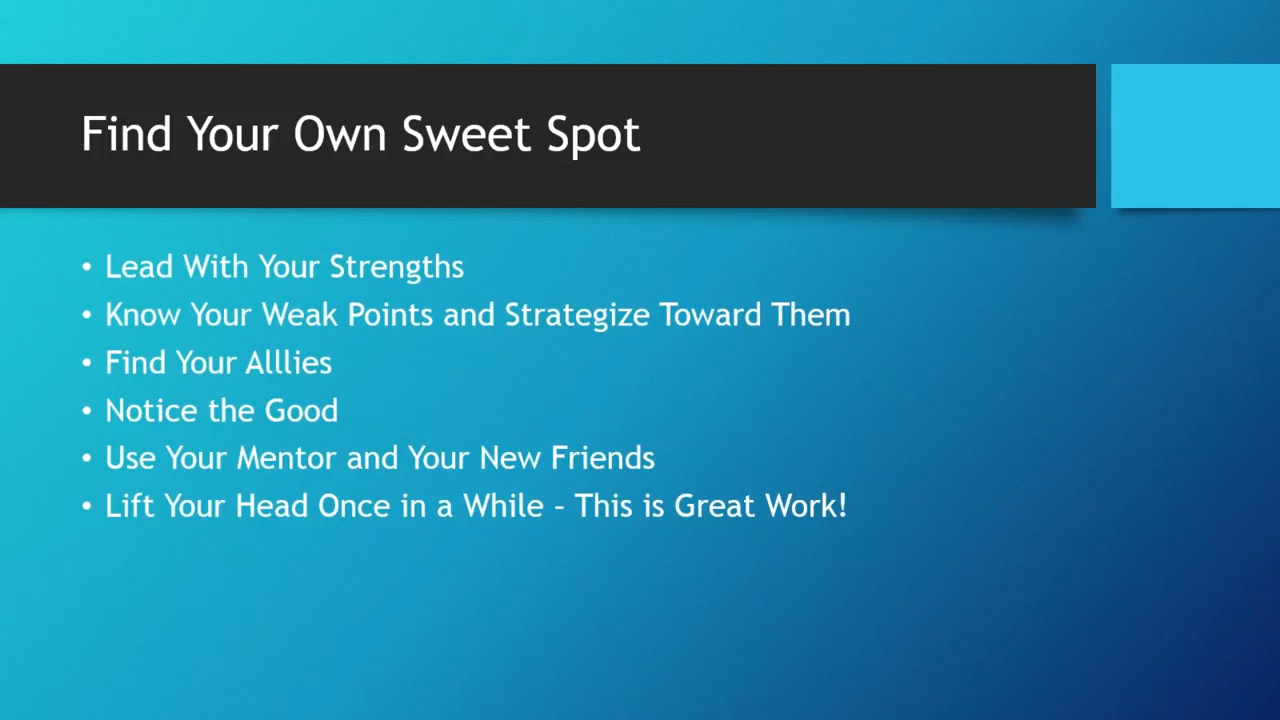 Find Your Own Sweet Spot
• Lead With Your Strengths
• Know Your Weak Points and Strategize Toward Them
• Find Your Alllies
• Notice the Good
• Use Your Mentor and Your New Friends
• Lift Your Head Once in a While – This is Great Work!